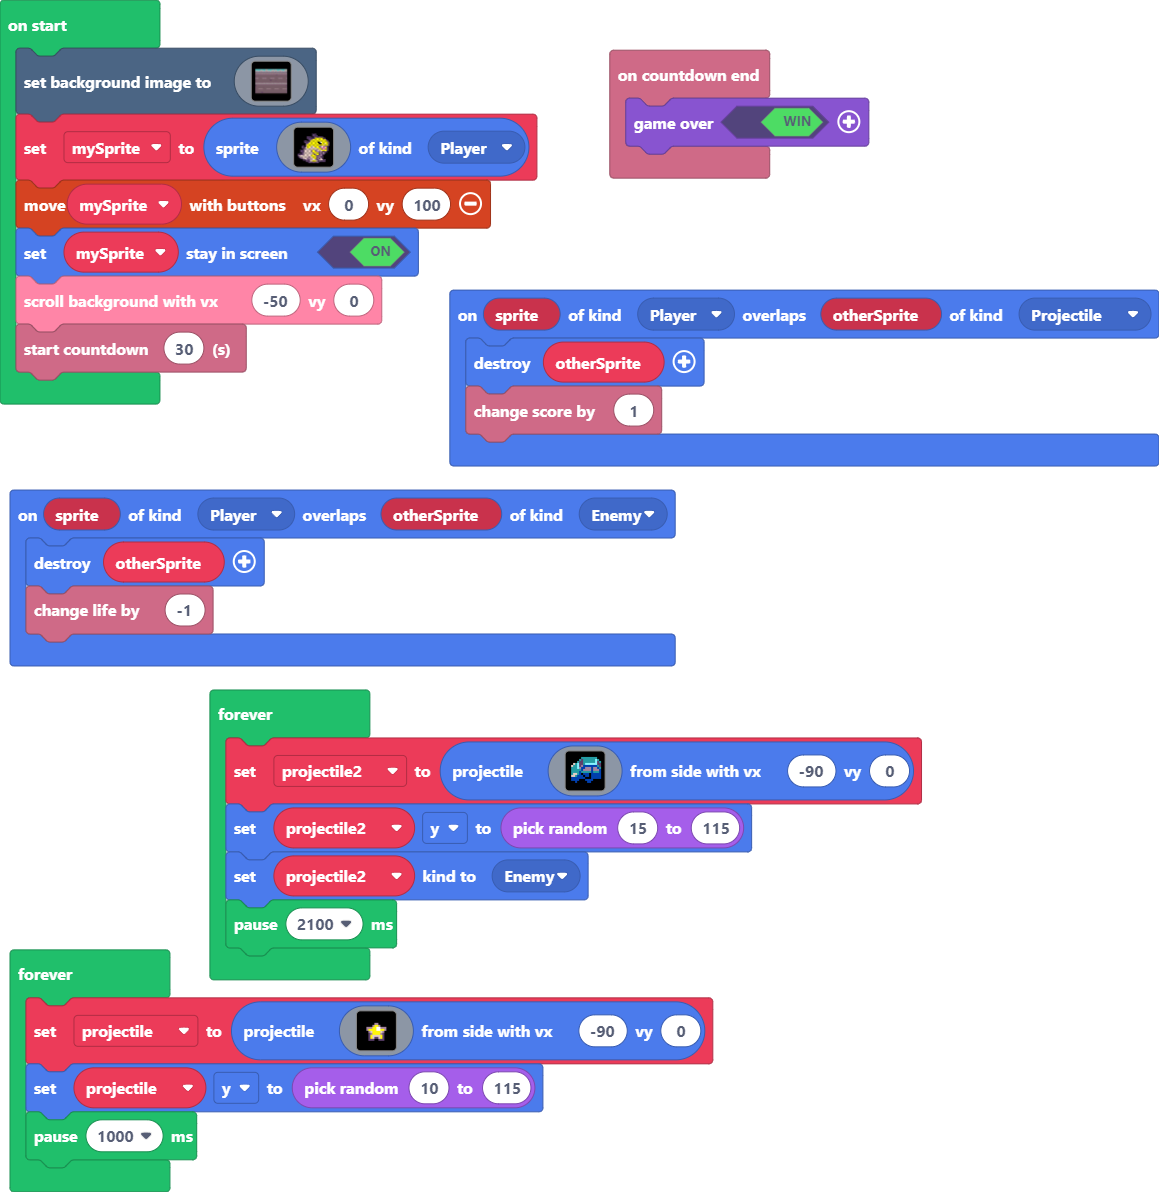 on start
set background image to
set mySprite to sprite of kind Player
move mySprite with buttons vx 0 vy 100
set mySprite stay in screen ON
scroll background with vx -50 vy 0
start countdown 30 (s)
on countdown end
game over WIN
on sprite of kind Player overlaps otherSprite of kind Projectile
destroy otherSprite
change score by 1
on sprite of kind Player overlaps otherSprite of kind Enemy
destroy otherSprite
change life by -1
forever
set projectile2 to projectile from side with vx -90 vy 0
set projectile2 y to pick random 15 to 115
set projectile2 kind to Enemy
pause 2100 ms
forever
set projectile to projectile from side with vx -90 vy 0
set projectile y to pick random 10 to 115
pause 1000 ms